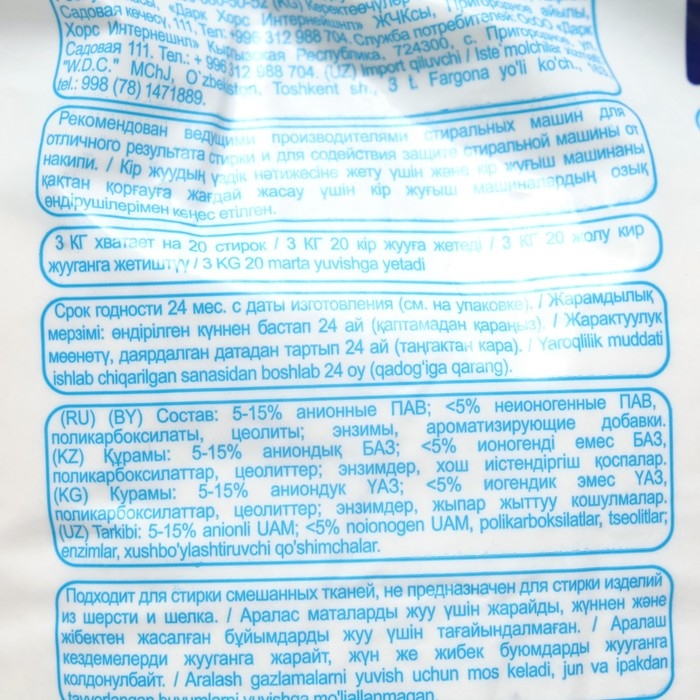 Садовая көчесү, 111, Тел: +996 312 988 704. Служба потребителей: ОсОО «Дарк
Хорс Интернешнл» Кыргызская Республика, 724300, с. Пригородное, ул.
Садовая 111. Тел.: + 996 312 988 704. (UZ) Import qiluvchi / Iste'molchilar
"W.D.C." MChJ, O'zbekiston, Toshkent sh., 3 t. Fargona yo'li ko'ch.,
tel.: 998 (78) 1471889.
Рекомендован ведущими производителями стиральных машин для
отличного результата стирки и для содействия защите стиральной машины от
накипи. / Кір жуудың үздік нәтижесіне жету үшін және кір жуғыш машинаны
қақтан қорғауға жағдай жасау үшін кір жуғыш машиналардың озық
өндірушілерімен кеңес етілген.
3 КГ хватает на 20 стирок / 3 КГ 20 кір жууға жетеді / 3 КГ 20 жолу кир
жууганга жетиштүү / 3 KG 20 marta yuvishga yetadi
Срок годности 24 мес. с даты изготовления (см. на упаковке). / Жарамдылық
мерзімі: өндірілген күннен бастап 24 ай (қаптамадан қараңыз). / Жарактуулук
мөөнөтү, даярдалган датадан тартып 24 ай (таңгактан кара). / Yaroqlilik muddati
ishlab chiqarilgan sanasidan boshlab 24 oy (qadog'iga qarang).
(RU) (BY) Состав: 5-15% анионные ПАВ; <5% неионогенные ПАВ,
поликарбоксилаты, цеолиты; энзимы, ароматизирующие добавки.
(KZ) Құрамы: 5-15% аниондық БАЗ; <5% ионогенді емес БАЗ,
поликарбоксилаттар, цеолиттер; энзимдер, хош иістендіргіш қоспалар.
(KG) Курамы: 5-15% аниондук ҮАЗ; <5% иогендик эмес ҮАЗ,
поликарбоксилаттар, цеолиттер; энзимдер, жыпар жыттуу кошулмалар.
(UZ) Tarkibi: 5-15% anionli UAM; <5% noionogen UAM, polikarboksilatlar, tseolitlar;
enzimlar, xushbo'ylashtiruvchi qo'shimchalar.
Подходит для стирки смешанных тканей, не предназначен для стирки изделий
из шерсти и шелка. / Аралас маталарды жуу үшін жарайды, жүннен және
жібектен жасалған бұйымдарды жуу үшін тағайындалмаған. / Аралаш
кездемелерди жууганга жарайт, жүн же жибек буюмдарды жууганга
колдонулбайт. / Aralash gazlamalarni yuvish uchun mos keladi, jun va ipakdan
tayyorlangan buyumlarni yuvishga mo'ljallanmagan.